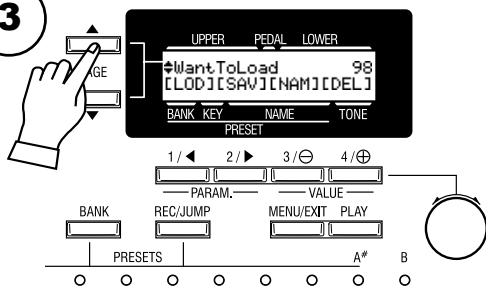 3
UPPER PEDAL LOWER
WantToLoad 98
[LOD][SAV][NAM][DEL]
BANK KEY NAME TONE
PRESET
1/◀ 2/▶ 3/⊖ 4/⊕
PARAM. VALUE
BANK REC/JUMP MENU/EXIT PLAY
PRESETS
A# B